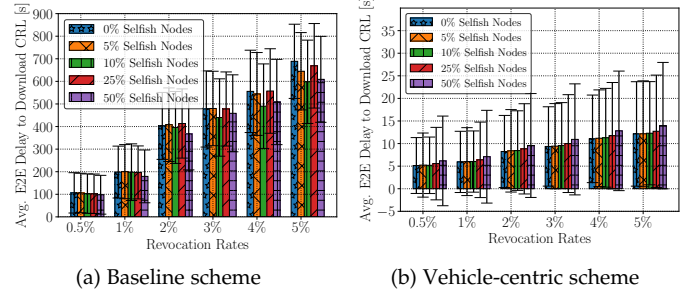 Avg. E2E Delay to Download CRL [s]
900
800
700
600
500
400
300
200
100
0
0% Selfish Nodes
5% Selfish Nodes
10% Selfish Nodes
25% Selfish Nodes
50% Selfish Nodes
0.5% 1% 2% 3% 4% 5%
Revocation Rates
(a) Baseline scheme
Avg. E2E Delay to Download CRL [s]
35
30
25
20
15
10
5
0
−5
0% Selfish Nodes
5% Selfish Nodes
10% Selfish Nodes
25% Selfish Nodes
50% Selfish Nodes
0.5% 1% 2% 3% 4% 5%
Revocation Rates
(b) Vehicle-centric scheme